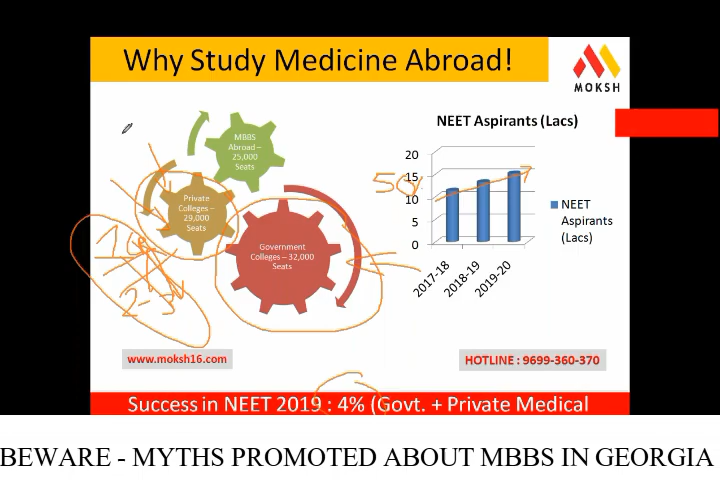 Why Study Medicine Abroad!
MOKSH
MBBS
Abroad –
25,000
Seats
Private
Colleges –
29,000
Seats
Government
Colleges – 32,000
Seats
NEET Aspirants (Lacs)
20
15
10
5
0
2017-18
2018-19
2019-20
NEET
Aspirants
(Lacs)
www.moksh16.com
HOTLINE : 9699-360-370
Success in NEET 2019 : 4% (Govt. + Private Medical
BEWARE - MYTHS PROMOTED ABOUT MBBS IN GEORGIA